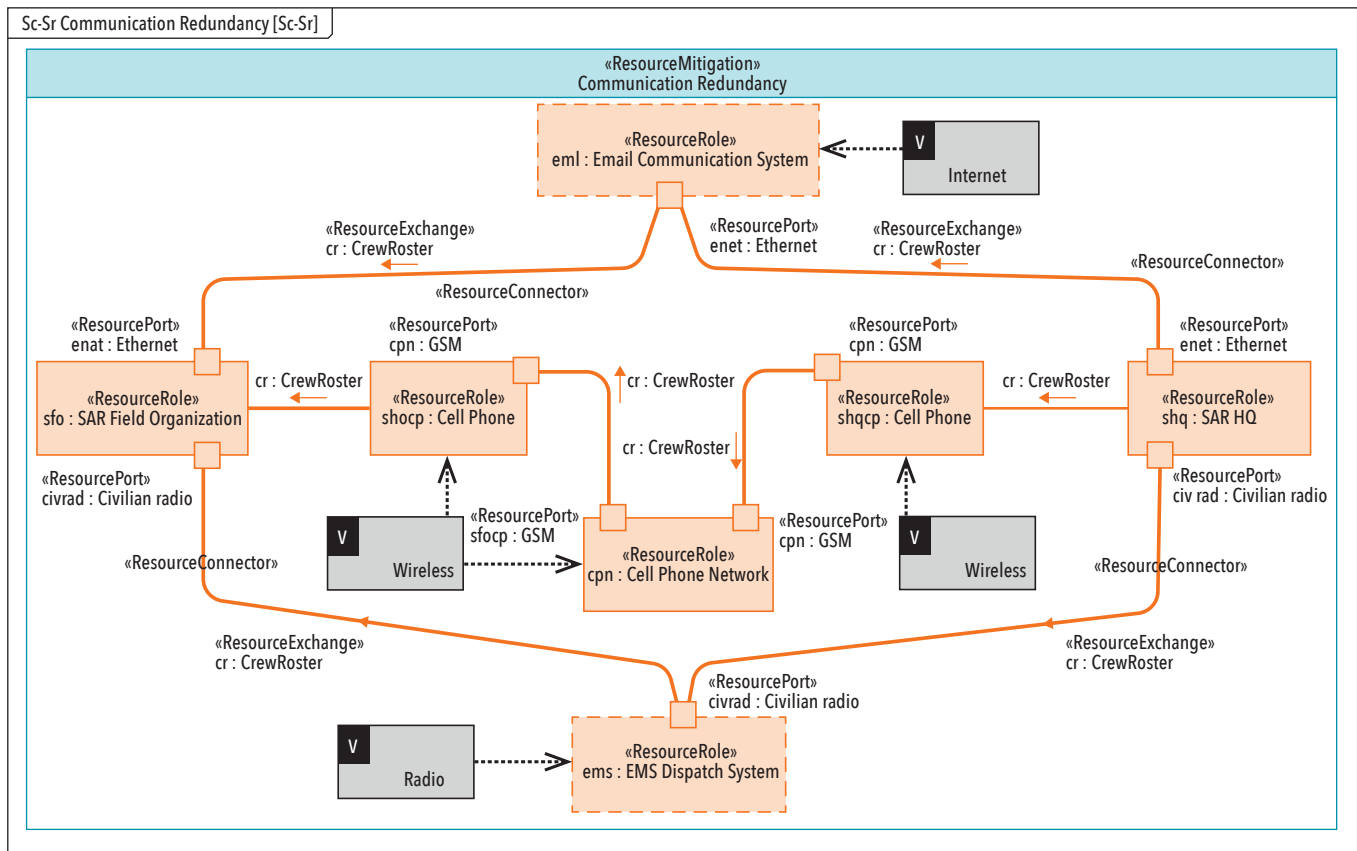 Sc-Sr Communication Redundancy [Sc-Sr]
«ResourceMitigation»
Communication Redundancy
«ResourceRole»
eml : Email Communication System
V
Internet
«ResourceExchange»
cr : CrewRoster
«ResourcePort»
enet : Ethernet
«ResourceExchange»
cr : CrewRoster
«ResourceConnector»
«ResourceConnector»
«ResourcePort»
enat : Ethernet
«ResourcePort»
cpn : GSM
«ResourcePort»
cpn : GSM
«ResourcePort»
enet : Ethernet
«ResourceRole»
sfo : SAR Field Organization
cr : CrewRoster
«ResourceRole»
shocp : Cell Phone
cr : CrewRoster
cr : CrewRoster
«ResourceRole»
shqcp : Cell Phone
cr : CrewRoster
«ResourceRole»
shq : SAR HQ
«ResourcePort»
civrad : Civilian radio
«ResourcePort»
civ rad : Civilian radio
V
Wireless
«ResourcePort»
sfocp : GSM
«ResourceRole»
cpn : Cell Phone Network
«ResourcePort»
cpn : GSM
V
Wireless
«ResourceConnector»
«ResourceConnector»
«ResourceExchange»
cr : CrewRoster
«ResourceExchange»
cr : CrewRoster
«ResourcePort»
civrad : Civilian radio
V
Radio
«ResourceRole»
ems : EMS Dispatch System